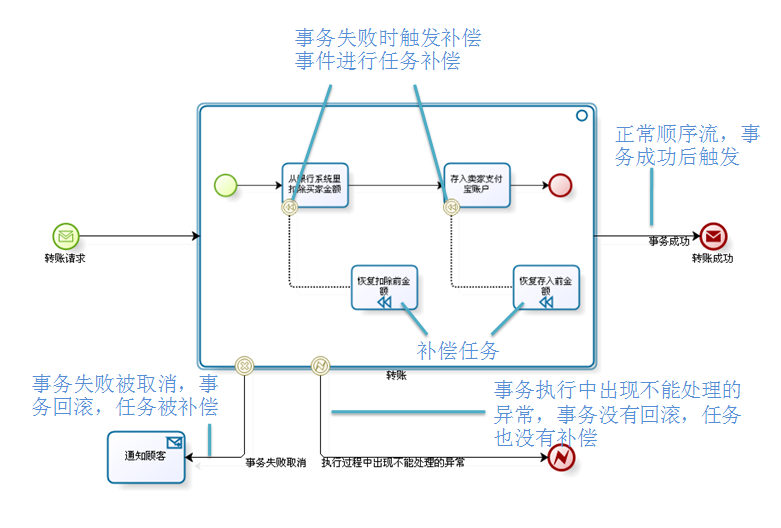 事务失败时触发补偿
事件进行任务补偿
正常顺序流，事
务成功后触发
从银行系统里
扣除买家金额
存入卖家支付
宝账户
转账请求
事务成功
转账成功
恢复扣除前金
额
恢复存入前金
额
补偿任务
转账
事务失败被取消，事
务回滚，任务被补偿
事务执行中出现不能处理的
异常，事务没有回滚，任务
也没有补偿
通知顾客
事务失败取消
执行过程中出现不能处理的异常